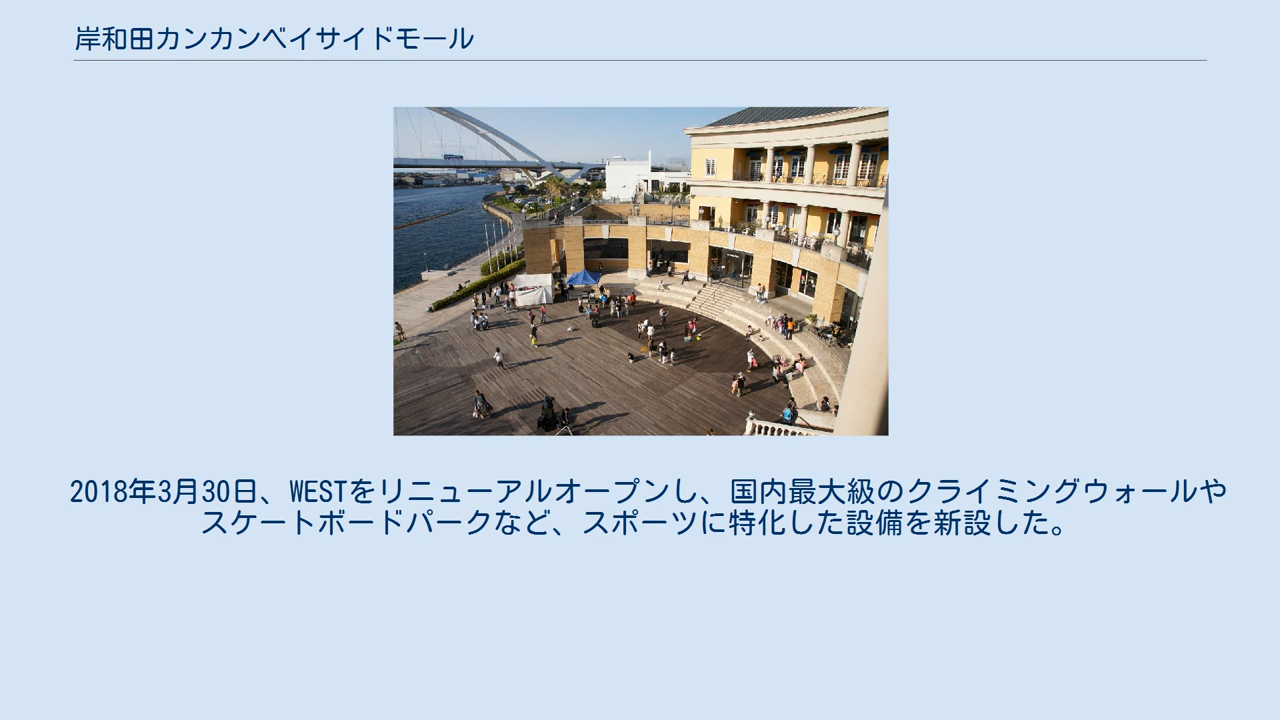 岸和田カンカンベイサイドモール
2018年3月30日、WESTをリニューアルオープンし、国内最大級のクライミングウォールや
スケートボードパークなど、スポーツに特化した設備を新設した。